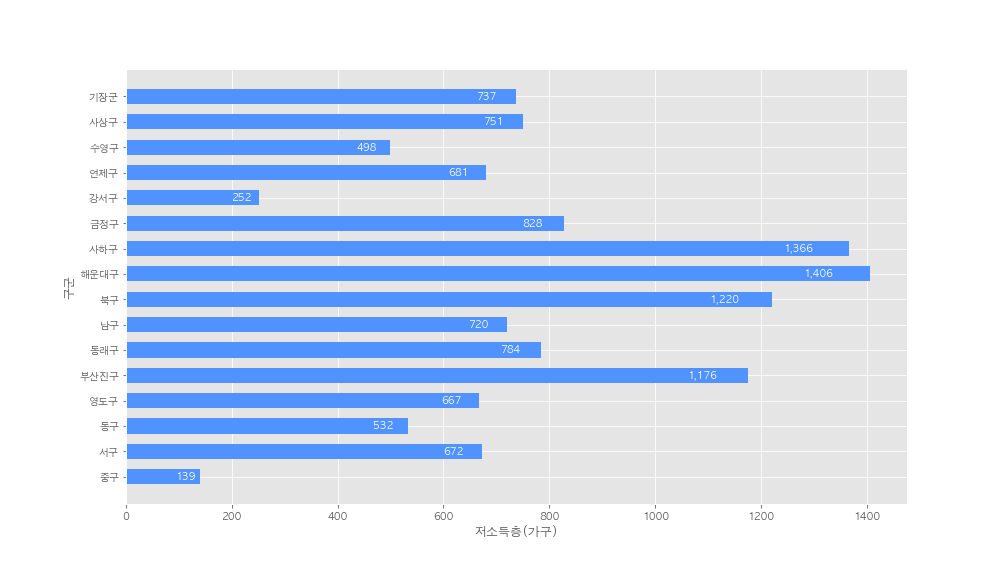 기장군 737
사상구 751
수영구 498
연제구 681
강서구 252
금정구 828
사하구 1,366
해운대구 1,406
북구 1,220
남구 720
동래구 784
부산진구 1,176
영도구 667
동구 532
서구 672
중구 139
구군
0 200 400 600 800 1000 1200 1400
저소득층(가구)